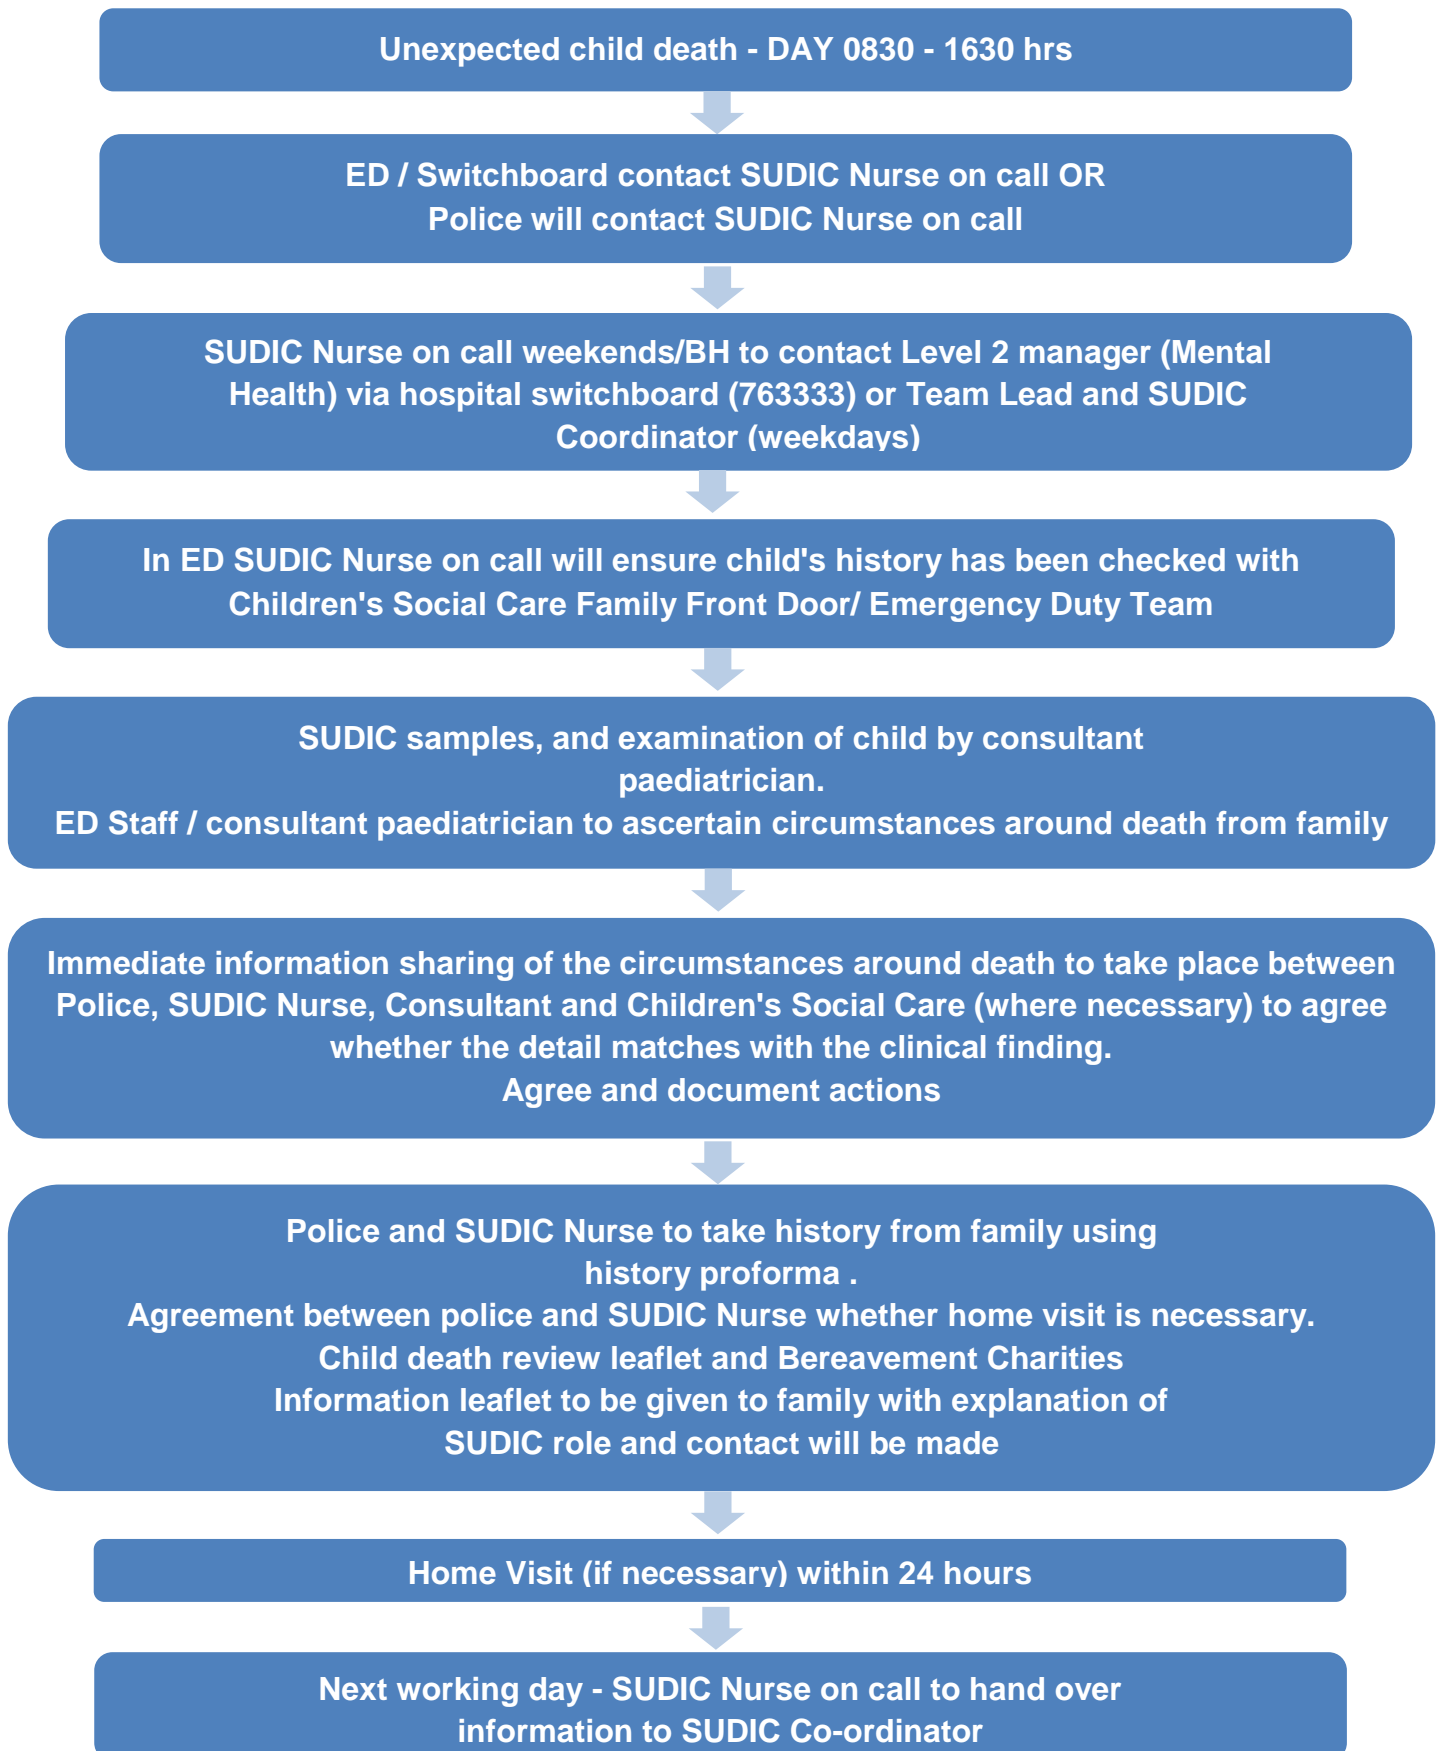 Unexpected child death - DAY 0830 - 1630 hrs
ED / Switchboard contact SUDIC Nurse on call OR
Police will contact SUDIC Nurse on call
SUDIC Nurse on call weekends/BH to contact Level 2 manager (Mental
Health) via hospital switchboard (763333) or Team Lead and SUDIC
Coordinator (weekdays)
In ED SUDIC Nurse on call will ensure child's history has been checked with
Children's Social Care Family Front Door/ Emergency Duty Team
SUDIC samples, and examination of child by consultant
paediatrician.
ED Staff / consultant paediatrician to ascertain circumstances around death from family
Immediate information sharing of the circumstances around death to take place between
Police, SUDIC Nurse, Consultant and Children's Social Care (where necessary) to agree
whether the detail matches with the clinical finding.
Agree and document actions
Police and SUDIC Nurse to take history from family using
history proforma .
Agreement between police and SUDIC Nurse whether home visit is necessary.
Child death review leaflet and Bereavement Charities
Information leaflet to be given to family with explanation of
SUDIC role and contact will be made
Home Visit (if necessary) within 24 hours
Next working day - SUDIC Nurse on call to hand over
information to SUDIC Co-ordinator